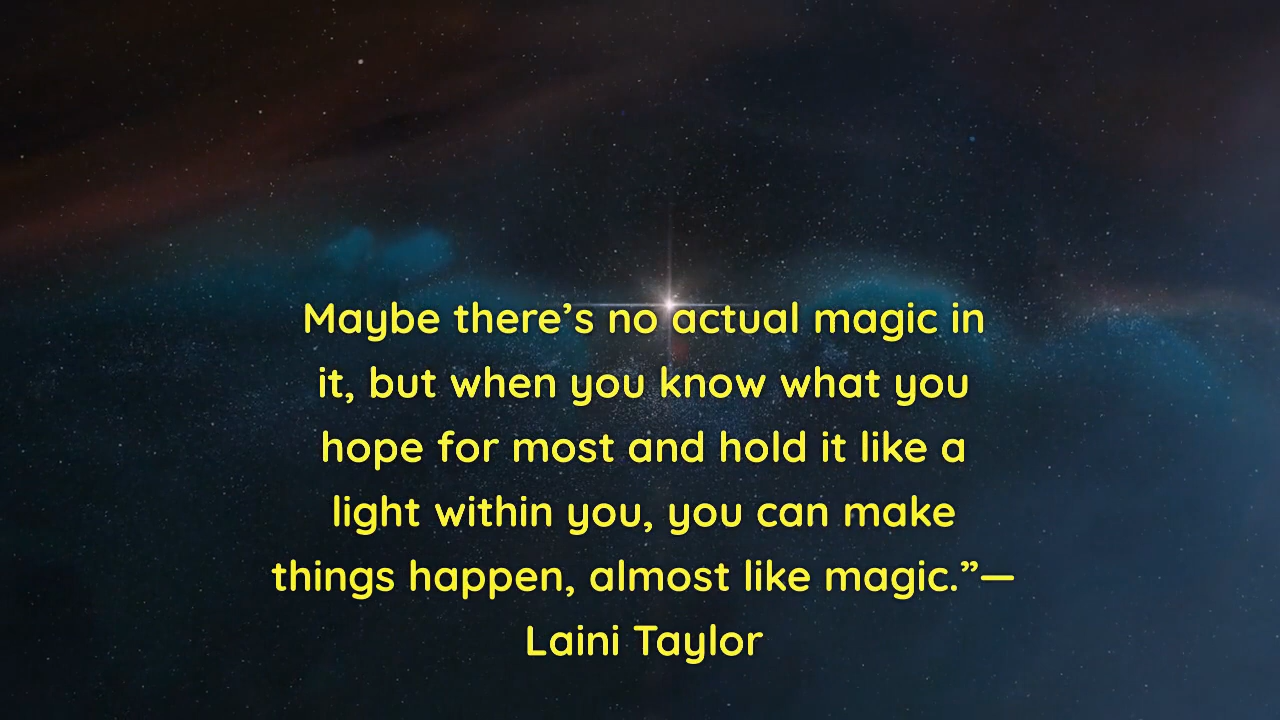 Maybe there’s no actual magic in
it, but when you know what you
hope for most and hold it like a
light within you, you can make
things happen, almost like magic.”—
Laini Taylor